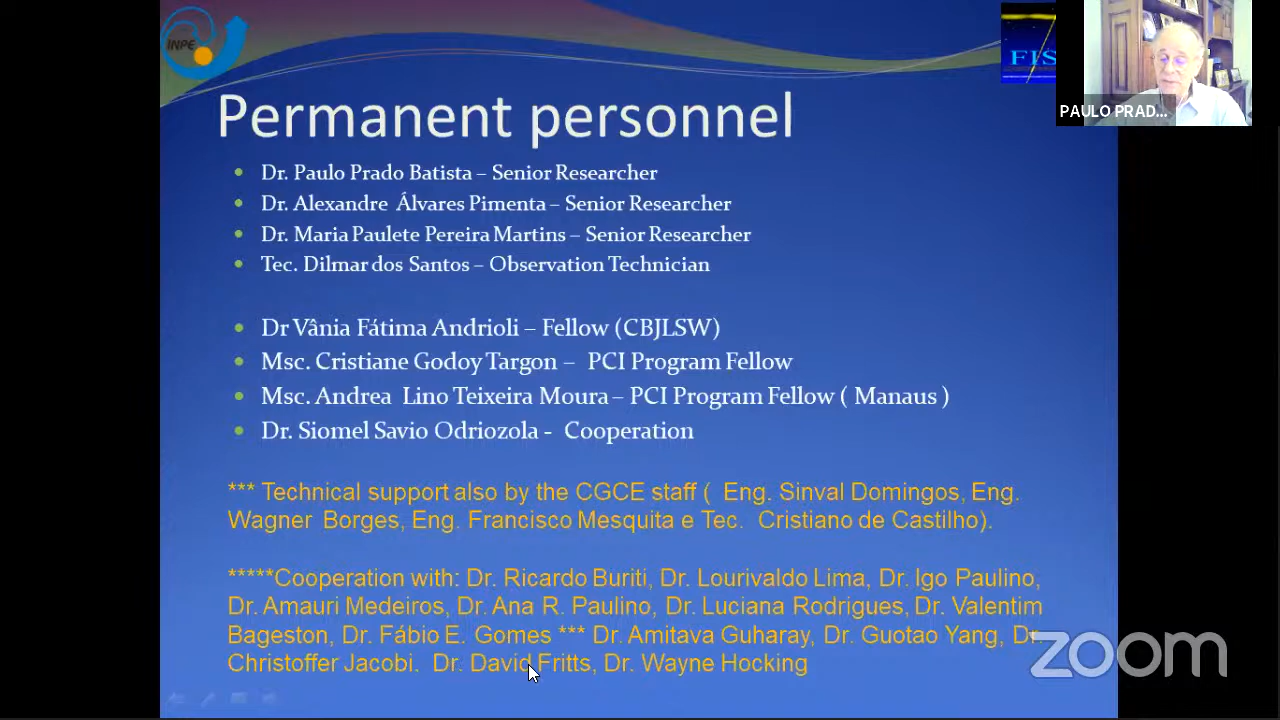 INPE
FIS
PAULO PRAD...
Permanent personnel
• Dr. Paulo Prado Batista – Senior Researcher
• Dr. Alexandre Álvares Pimenta – Senior Researcher
• Dr. Maria Paulete Pereira Martins – Senior Researcher
• Tec. Dilmar dos Santos – Observation Technician
• Dr Vânia Fátima Andrioli – Fellow (CBJLSW)
• Msc. Cristiane Godoy Targon – PCI Program Fellow
• Msc. Andrea Lino Teixeira Moura – PCI Program Fellow ( Manaus )
• Dr. Siomel Savio Odriozola - Cooperation
*** Technical support also by the CGCE staff ( Eng. Sinval Domingos, Eng.
Wagner Borges, Eng. Francisco Mesquita e Tec. Cristiano de Castilho).
*****Cooperation with: Dr. Ricardo Buriti, Dr. Lourivaldo Lima, Dr. Igo Paulino,
Dr. Amauri Medeiros, Dr. Ana R. Paulino, Dr. Luciana Rodrigues, Dr. Valentim
Bageston, Dr. Fábio E. Gomes *** Dr. Amitava Guharay, Dr. Guotao Yang, Dr.
Christoffer Jacobi. Dr. David Fritts, Dr. Wayne Hocking
zoom